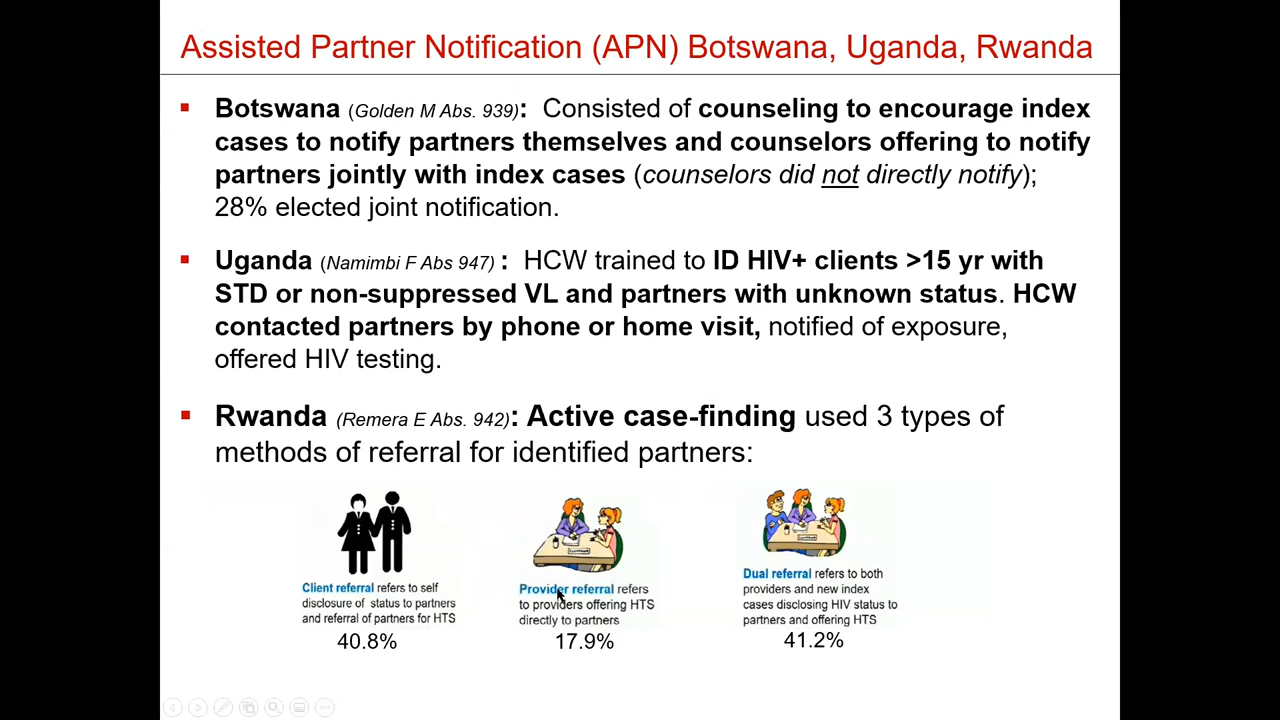 Assisted Partner Notification (APN) Botswana, Uganda, Rwanda
▪ Botswana (Golden M Abs. 939): Consisted of counseling to encourage index
cases to notify partners themselves and counselors offering to notify
partners jointly with index cases (counselors did not directly notify);
28% elected joint notification.
▪ Uganda (Namimbi F Abs 947) : HCW trained to ID HIV+ clients >15 yr with
STD or non-suppressed VL and partners with unknown status. HCW
contacted partners by phone or home visit, notified of exposure,
offered HIV testing.
▪ Rwanda (Remera E Abs. 942): Active case-finding used 3 types of
methods of referral for identified partners:
Client referral refers to self
disclosure of status to partners
and referral of partners for HTS
40.8%
Provider referral refers
to providers offering HTS
directly to partners
17.9%
Dual referral refers to both
providers and new index
cases disclosing HIV status to
partners and offering HTS
41.2%